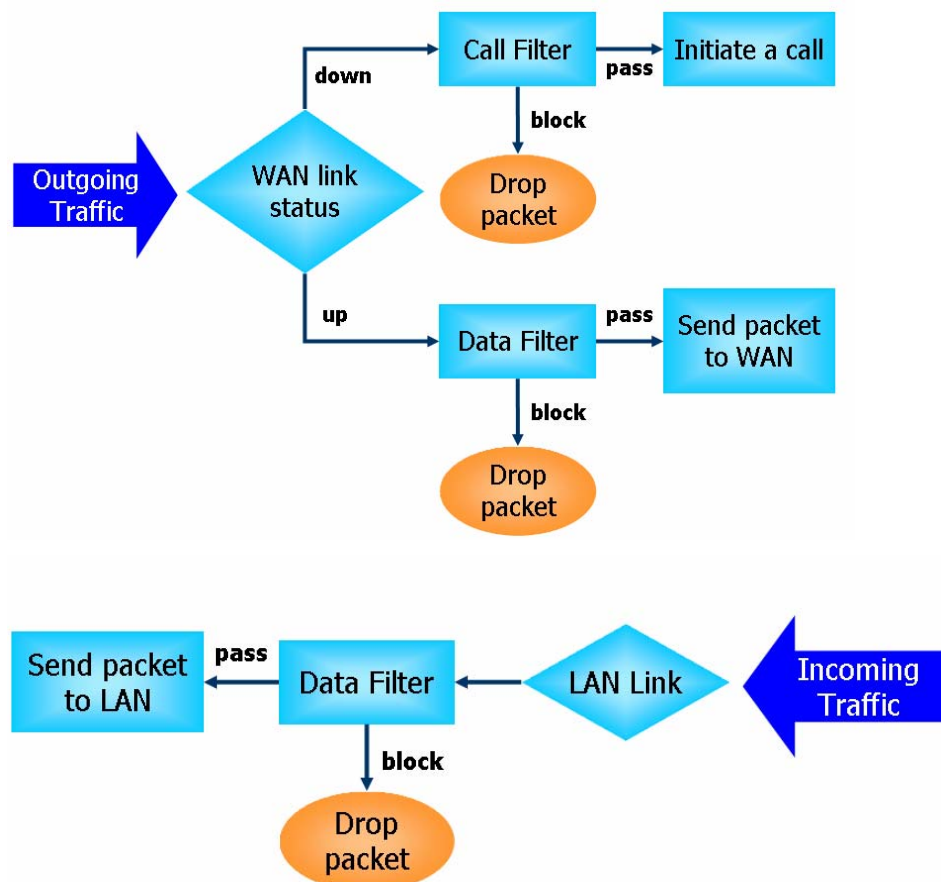 Outgoing
Traffic
WAN link
status
down
Call Filter
pass
Initiate a call
block
Drop
packet
up
Data Filter
pass
Send packet
to WAN
block
Drop
packet
Incoming
Traffic
LAN Link
Data Filter
pass
Send packet
to LAN
block
Drop
packet